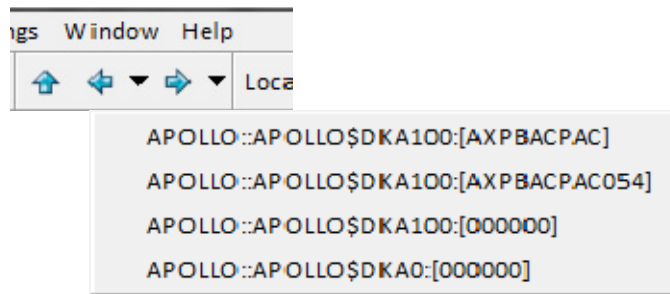 ngs Window Help
Loca
APOLLO::APOLLO$DKA100:[AXPBACPAC]
APOLLO::APOLLO$DKA100:[AXPBACPAC054]
APOLLO::APOLLO$DKA100:[000000]
APOLLO::APOLLO$DKA0:[000000]